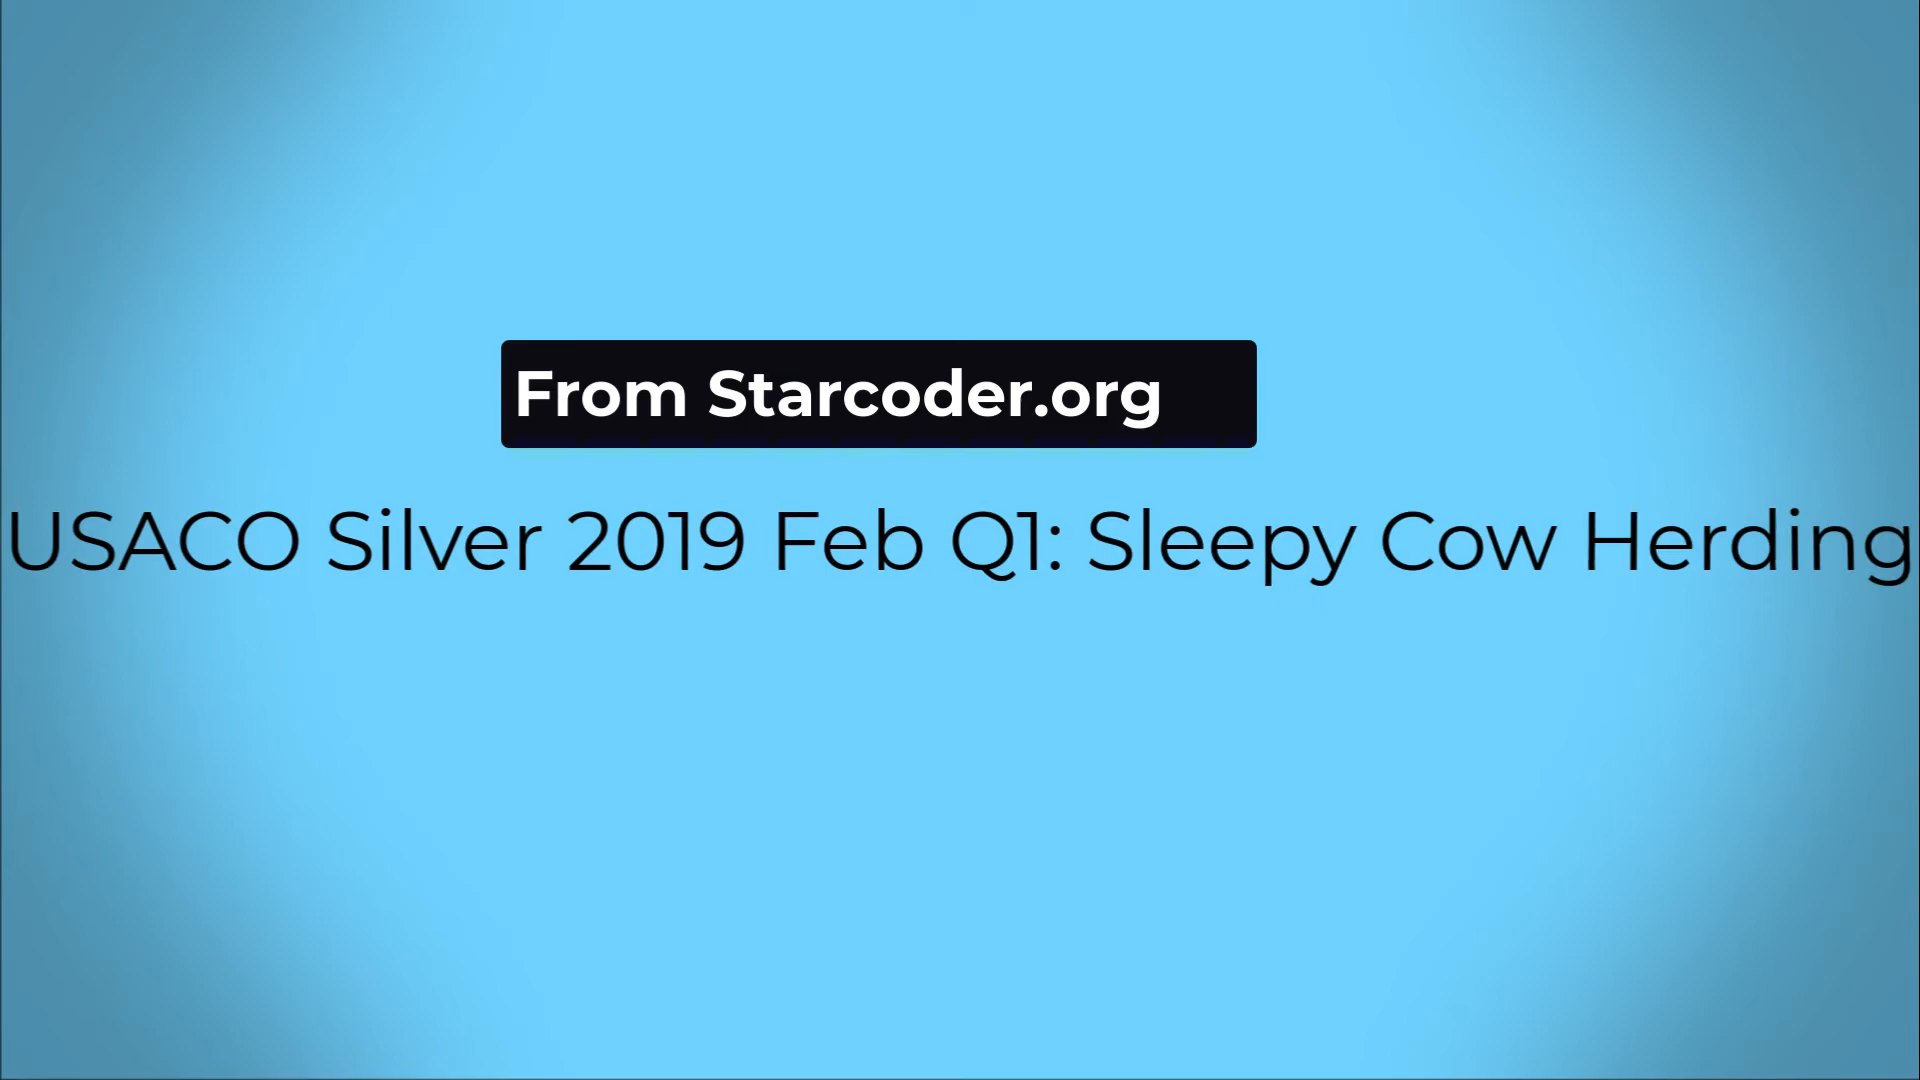 From Starcoder.org
USACO Silver 2019 Feb Q1: Sleepy Cow Herding